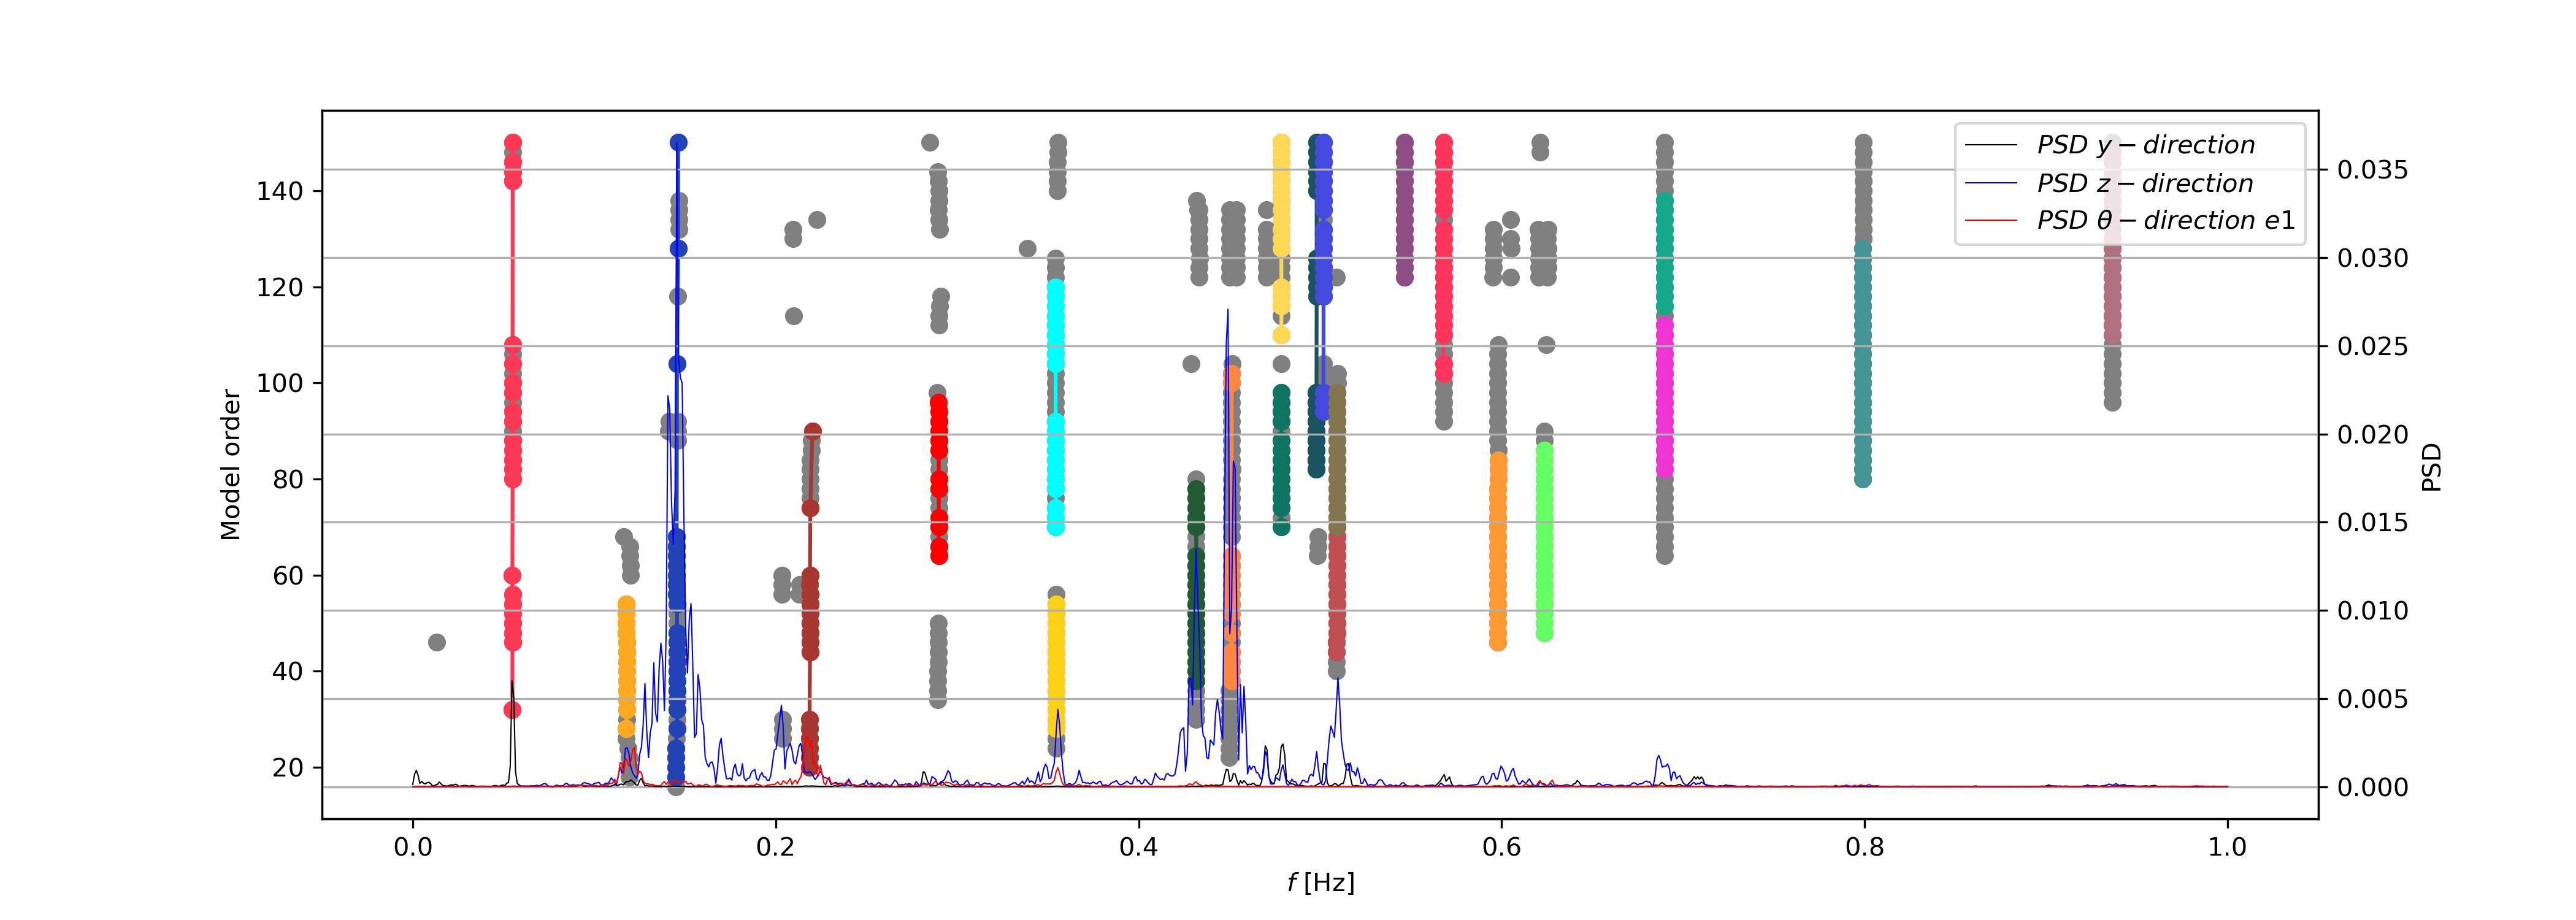 PSD y − direction
PSD z − direction
PSD θ − direction e1
Model order
140
120
100
80
60
40
20
0.035
0.030
0.025
0.020
0.015
0.010
0.005
0.000
PSD
0.0 0.2 0.4 0.6 0.8 1.0
f [Hz]